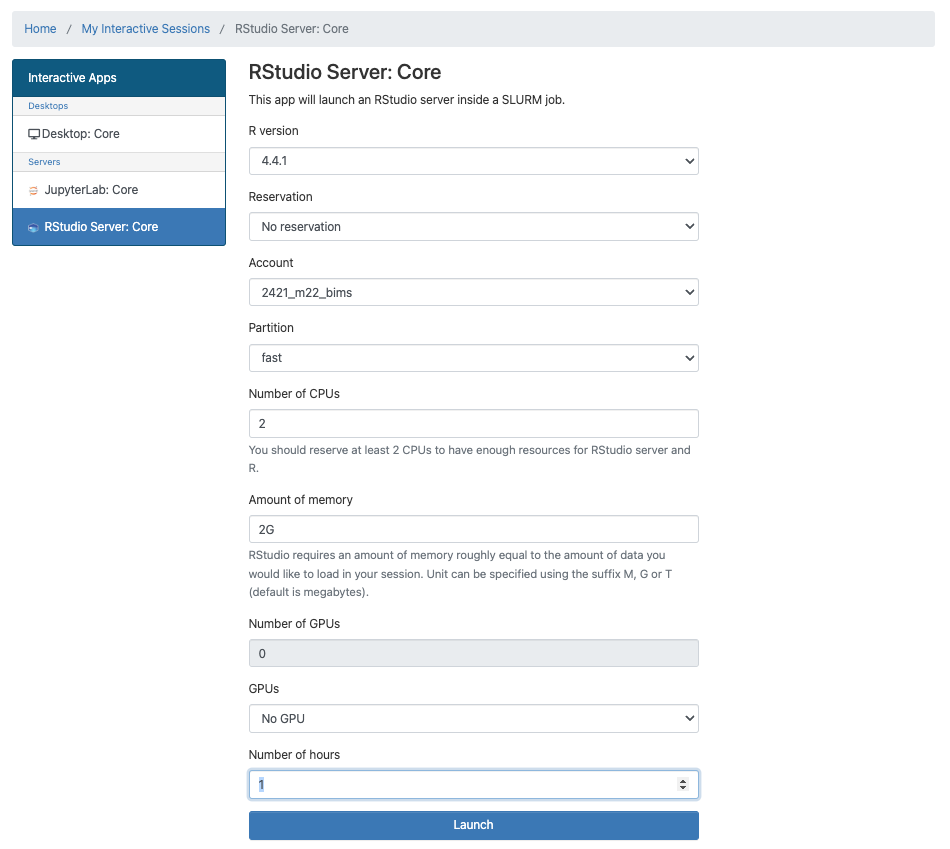 Home / My Interactive Sessions / RStudio Server: Core
Interactive Apps
Desktops
Desktop: Core
Servers
JupyterLab: Core
RStudio Server: Core
RStudio Server: Core
This app will launch an RStudio server inside a SLURM job.
R version
4.4.1
Reservation
No reservation
Account
2421_m22_bims
Partition
fast
Number of CPUs
2
You should reserve at least 2 CPUs to have enough resources for RStudio server and
R.
Amount of memory
2G
RStudio requires an amount of memory roughly equal to the amount of data you
would like to load in your session. Unit can be specified using the suffix M, G or T
(default is megabytes).
Number of GPUs
0
GPUs
No GPU
Number of hours
1
Launch